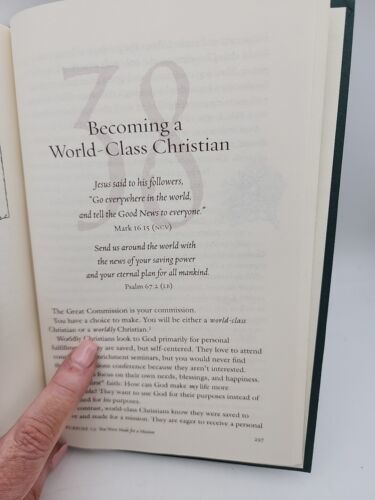 38
Becoming a
World-Class Christian
Jesus said to his followers,
"Go everywhere in the world,
and tell the Good News to everyone."
Mark 16:15 (NCV)
Send us around the world with
the news of your saving power
and your eternal plan for all mankind.
Psalm 67:2 (LB)
The Great Commission is your commission.
You have a choice to make. You will be either a world-class
Christian or a worldly Christian.
Worldly Christians look to God primarily for personal
fulfillment. They are saved, but self-centered. They love to attend
enrichment seminars, but you would never find
conference because they aren't interested.
focus on their own needs, blessings, and happiness.
faith: How can God make my life more
They want to use God for their purposes instead of
used for his purposes.
contrast, world-class Christians know they were saved to
and made for a mission. They are eager to receive a personal
You Were Made for a Mission
297